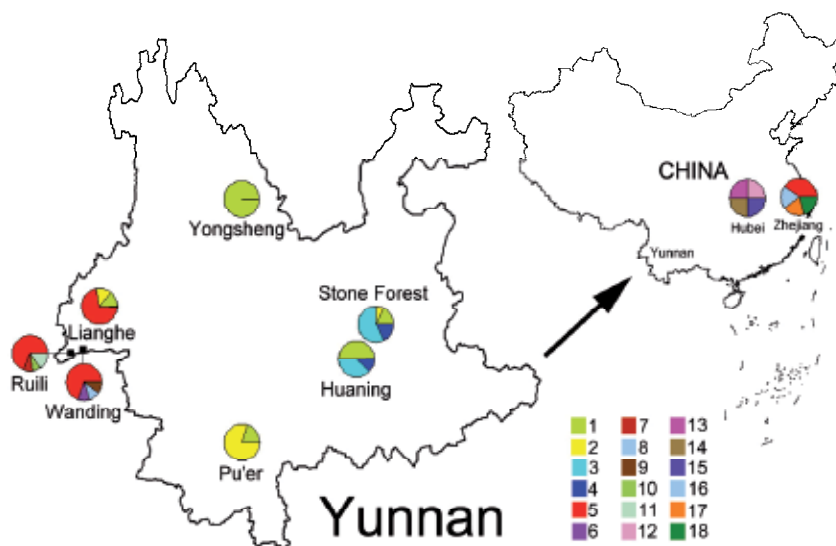 CHINA
Hubei
Zhejiang
Yongsheng
Yunnan
Stone Forest
Lianghe
Ruili
Huaning
Wanding
Pu'er
Yunnan
1 7 13
2 8 14
3 9 15
4 10 16
5 11 17
6 12 18